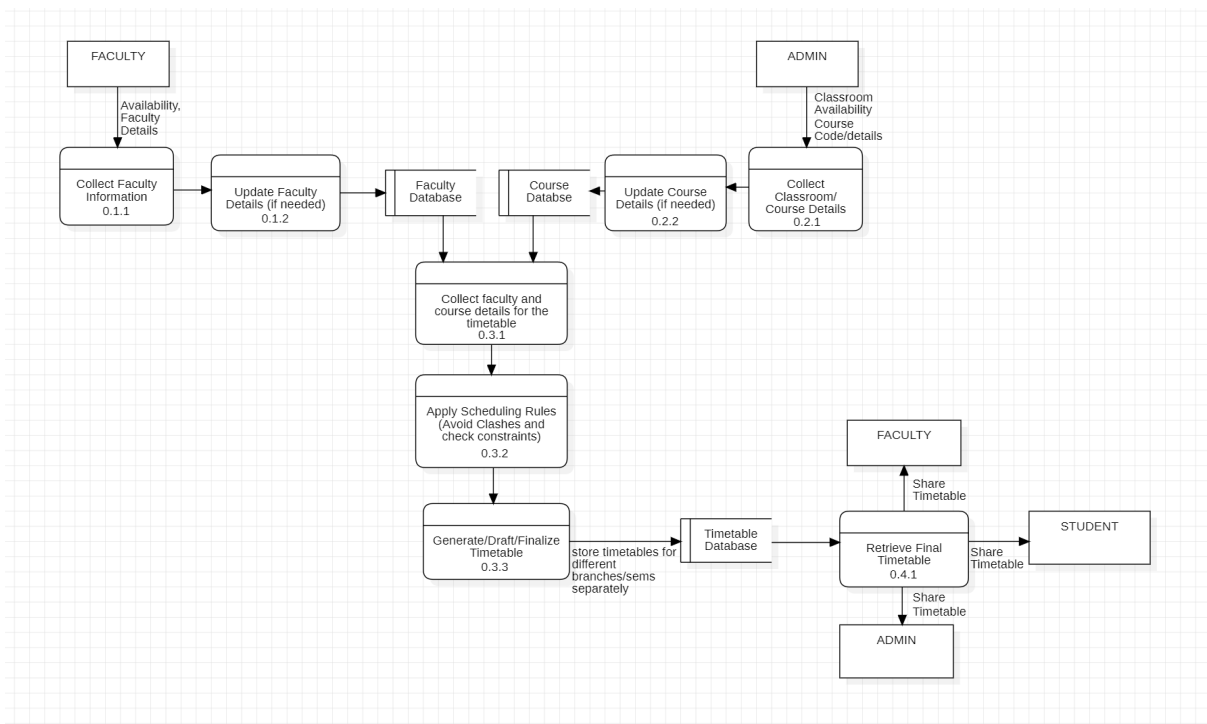 FACULTY
ADMIN
Availability,
Faculty
Details
Classroom
Availability
Course
Code/details
Collect Faculty
Information
0.1.1
Update Faculty
Details (if needed)
0.1.2
Faculty
Database
Course
Databse
Update Course
Details (if needed)
0.2.2
Collect
Classroom/
Course Details
0.2.1
Collect faculty and
course details for the
timetable
0.3.1
Apply Scheduling Rules
(Avoid Clashes and
check constraints)
0.3.2
Generate/Draft/Finalize
Timetable
0.3.3
store timetables for
different
branches/sems
separately
Timetable
Database
FACULTY
Share
Timetable
Retrieve Final
Timetable
0.4.1
Share
Timetable
STUDENT
Share
Timetable
ADMIN